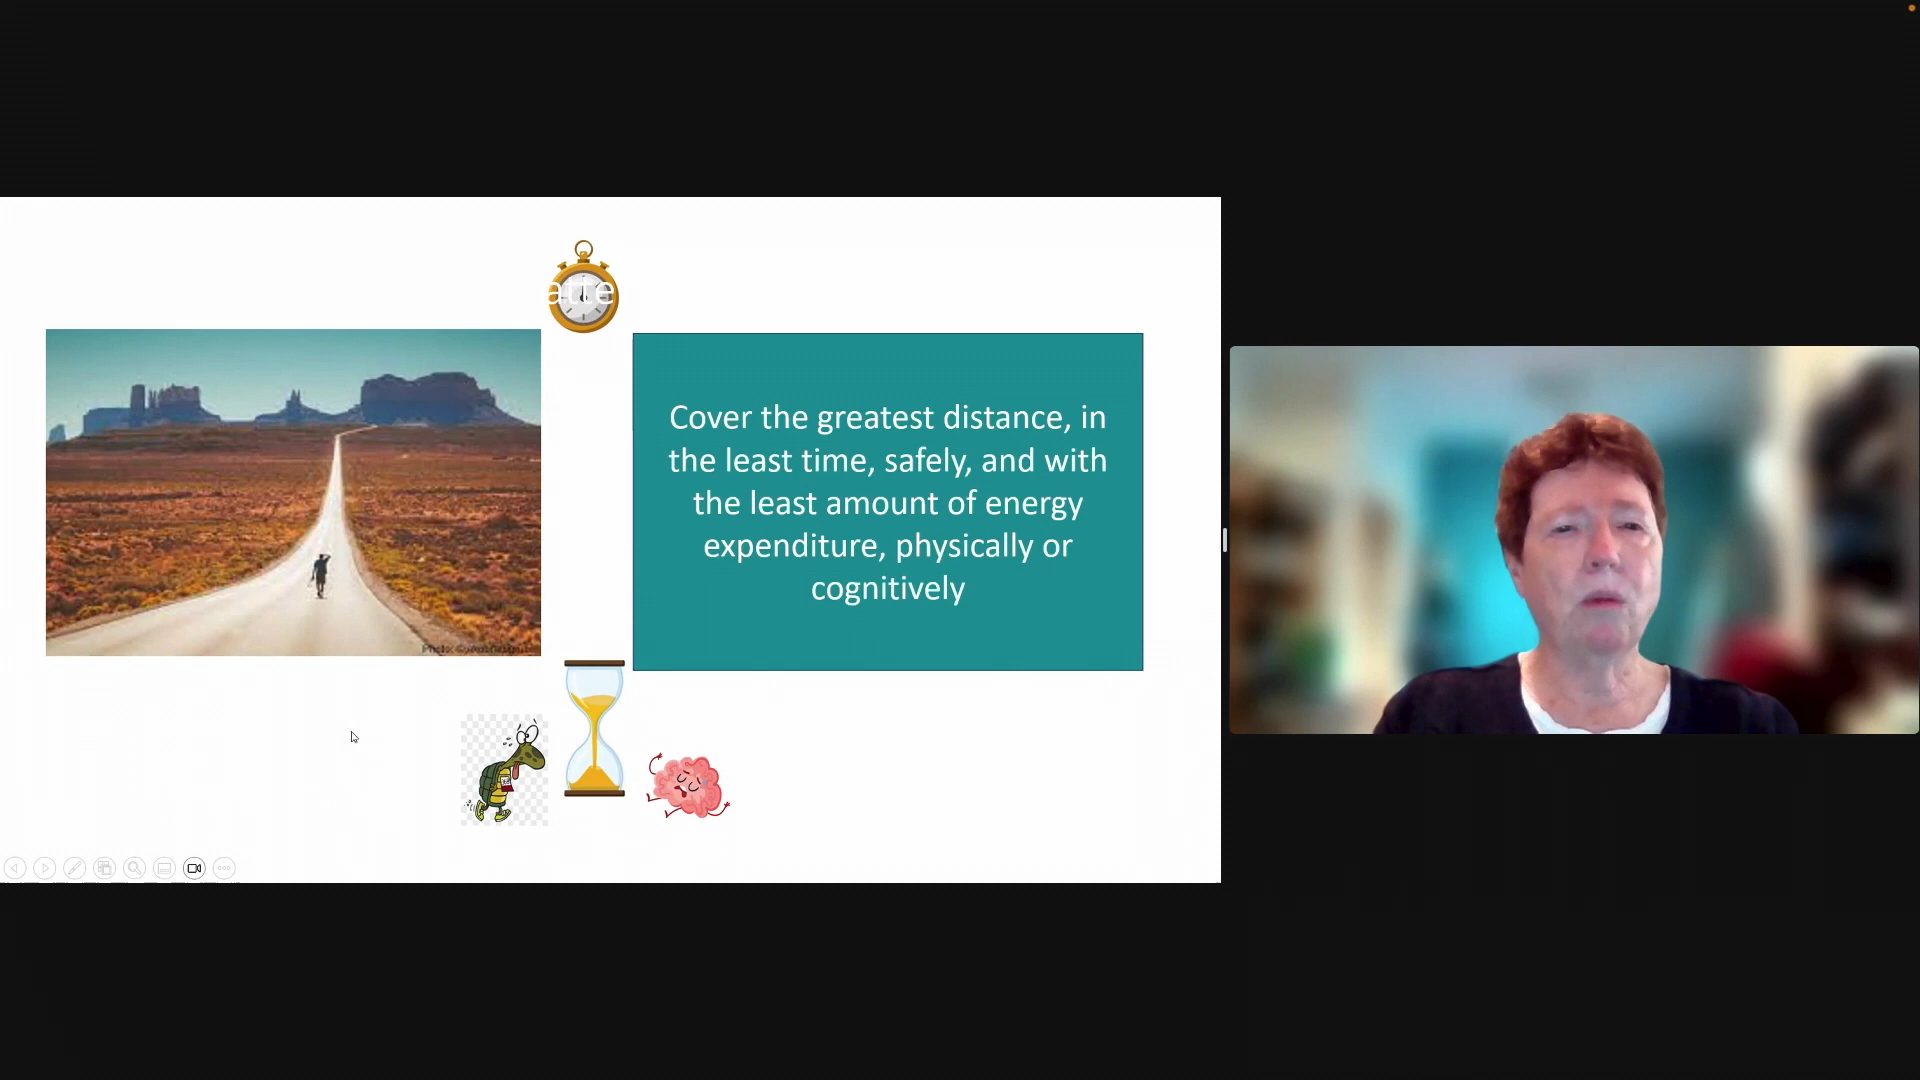 atte
Cover the greatest distance, in
the least time, safely, and with
the least amount of energy
expenditure, physically or
cognitively